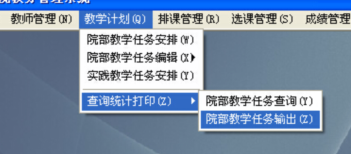 教师管理(N) 教学计划(Q) 排课管理(R) 选课管理(S) 成绩管理
院部教学任务安排(W)
院部教学任务编辑(X)
实践教学任务安排(Y)
查询统计打印(Z) 院部教学任务查询(Y)
院部教学任务输出(Z)